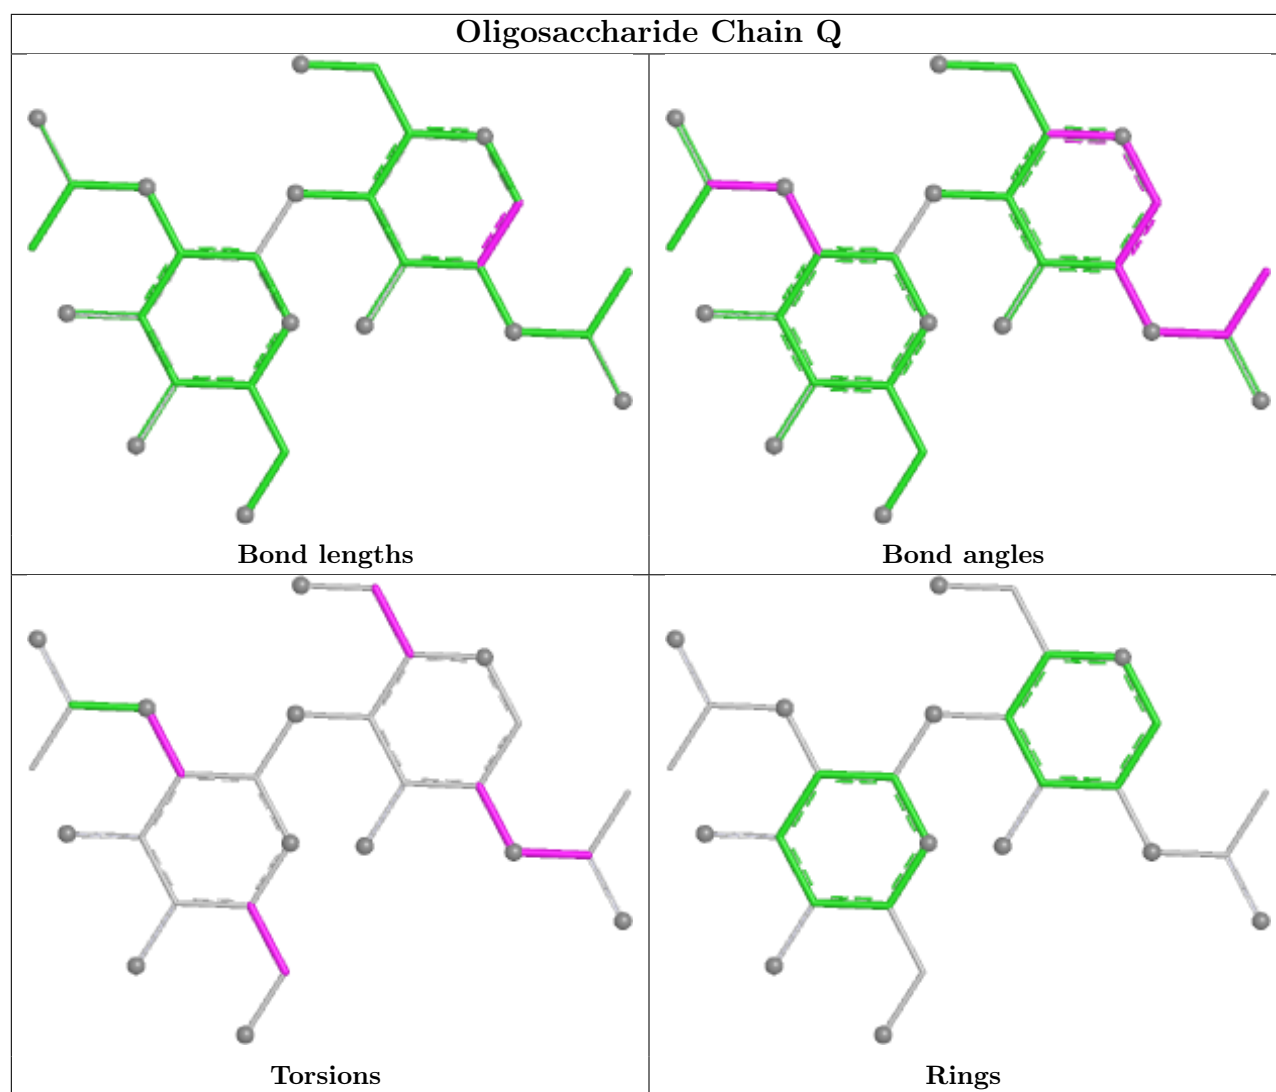 Oligosaccharide Chain Q
Bond lengths
Bond angles
Torsions
Rings